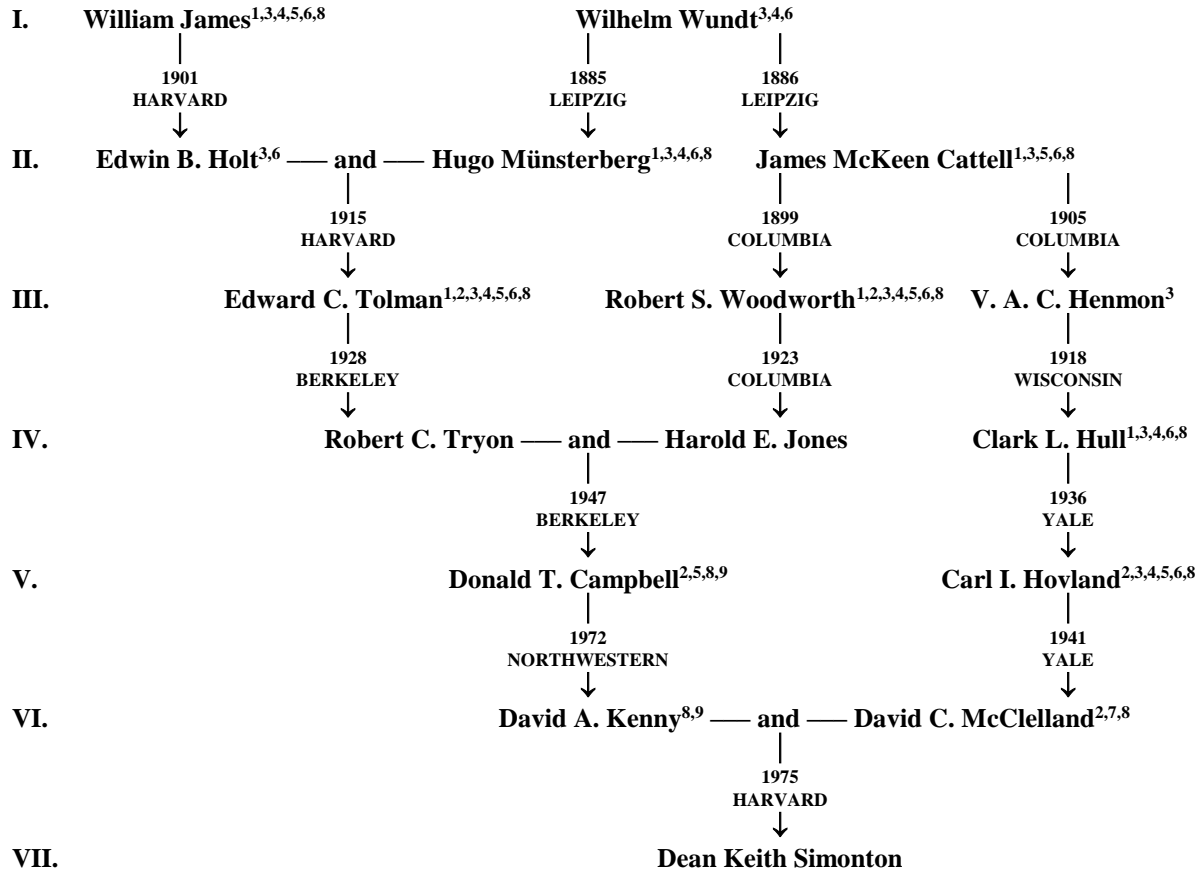 I. William James1,3,4,5,6,8 Wilhelm Wundt3,4,6
1901 1885 1886
HARVARD LEIPZIG LEIPZIG
II. Edwin B. Holt3,6 —– and —– Hugo Münsterberg1,3,4,6,8 James McKeen Cattell1,3,5,6,8
1915 1899 1905
HARVARD COLUMBIA COLUMBIA
III. Edward C. Tolman1,2,3,4,5,6,8 Robert S. Woodworth1,2,3,4,5,6,8 V. A. C. Henmon3
1928 1923 1918
BERKELEY COLUMBIA WISCONSIN
IV. Robert C. Tryon —– and —– Harold E. Jones Clark L. Hull1,3,4,6,8
1947 1936
BERKELEY YALE
V. Donald T. Campbell2,5,8,9 Carl I. Hovland2,3,4,5,6,8
1972 1941
NORTHWESTERN YALE
VI. David A. Kenny8,9 —– and —– David C. McClelland2,7,8
1975
HARVARD
VII. Dean Keith Simonton